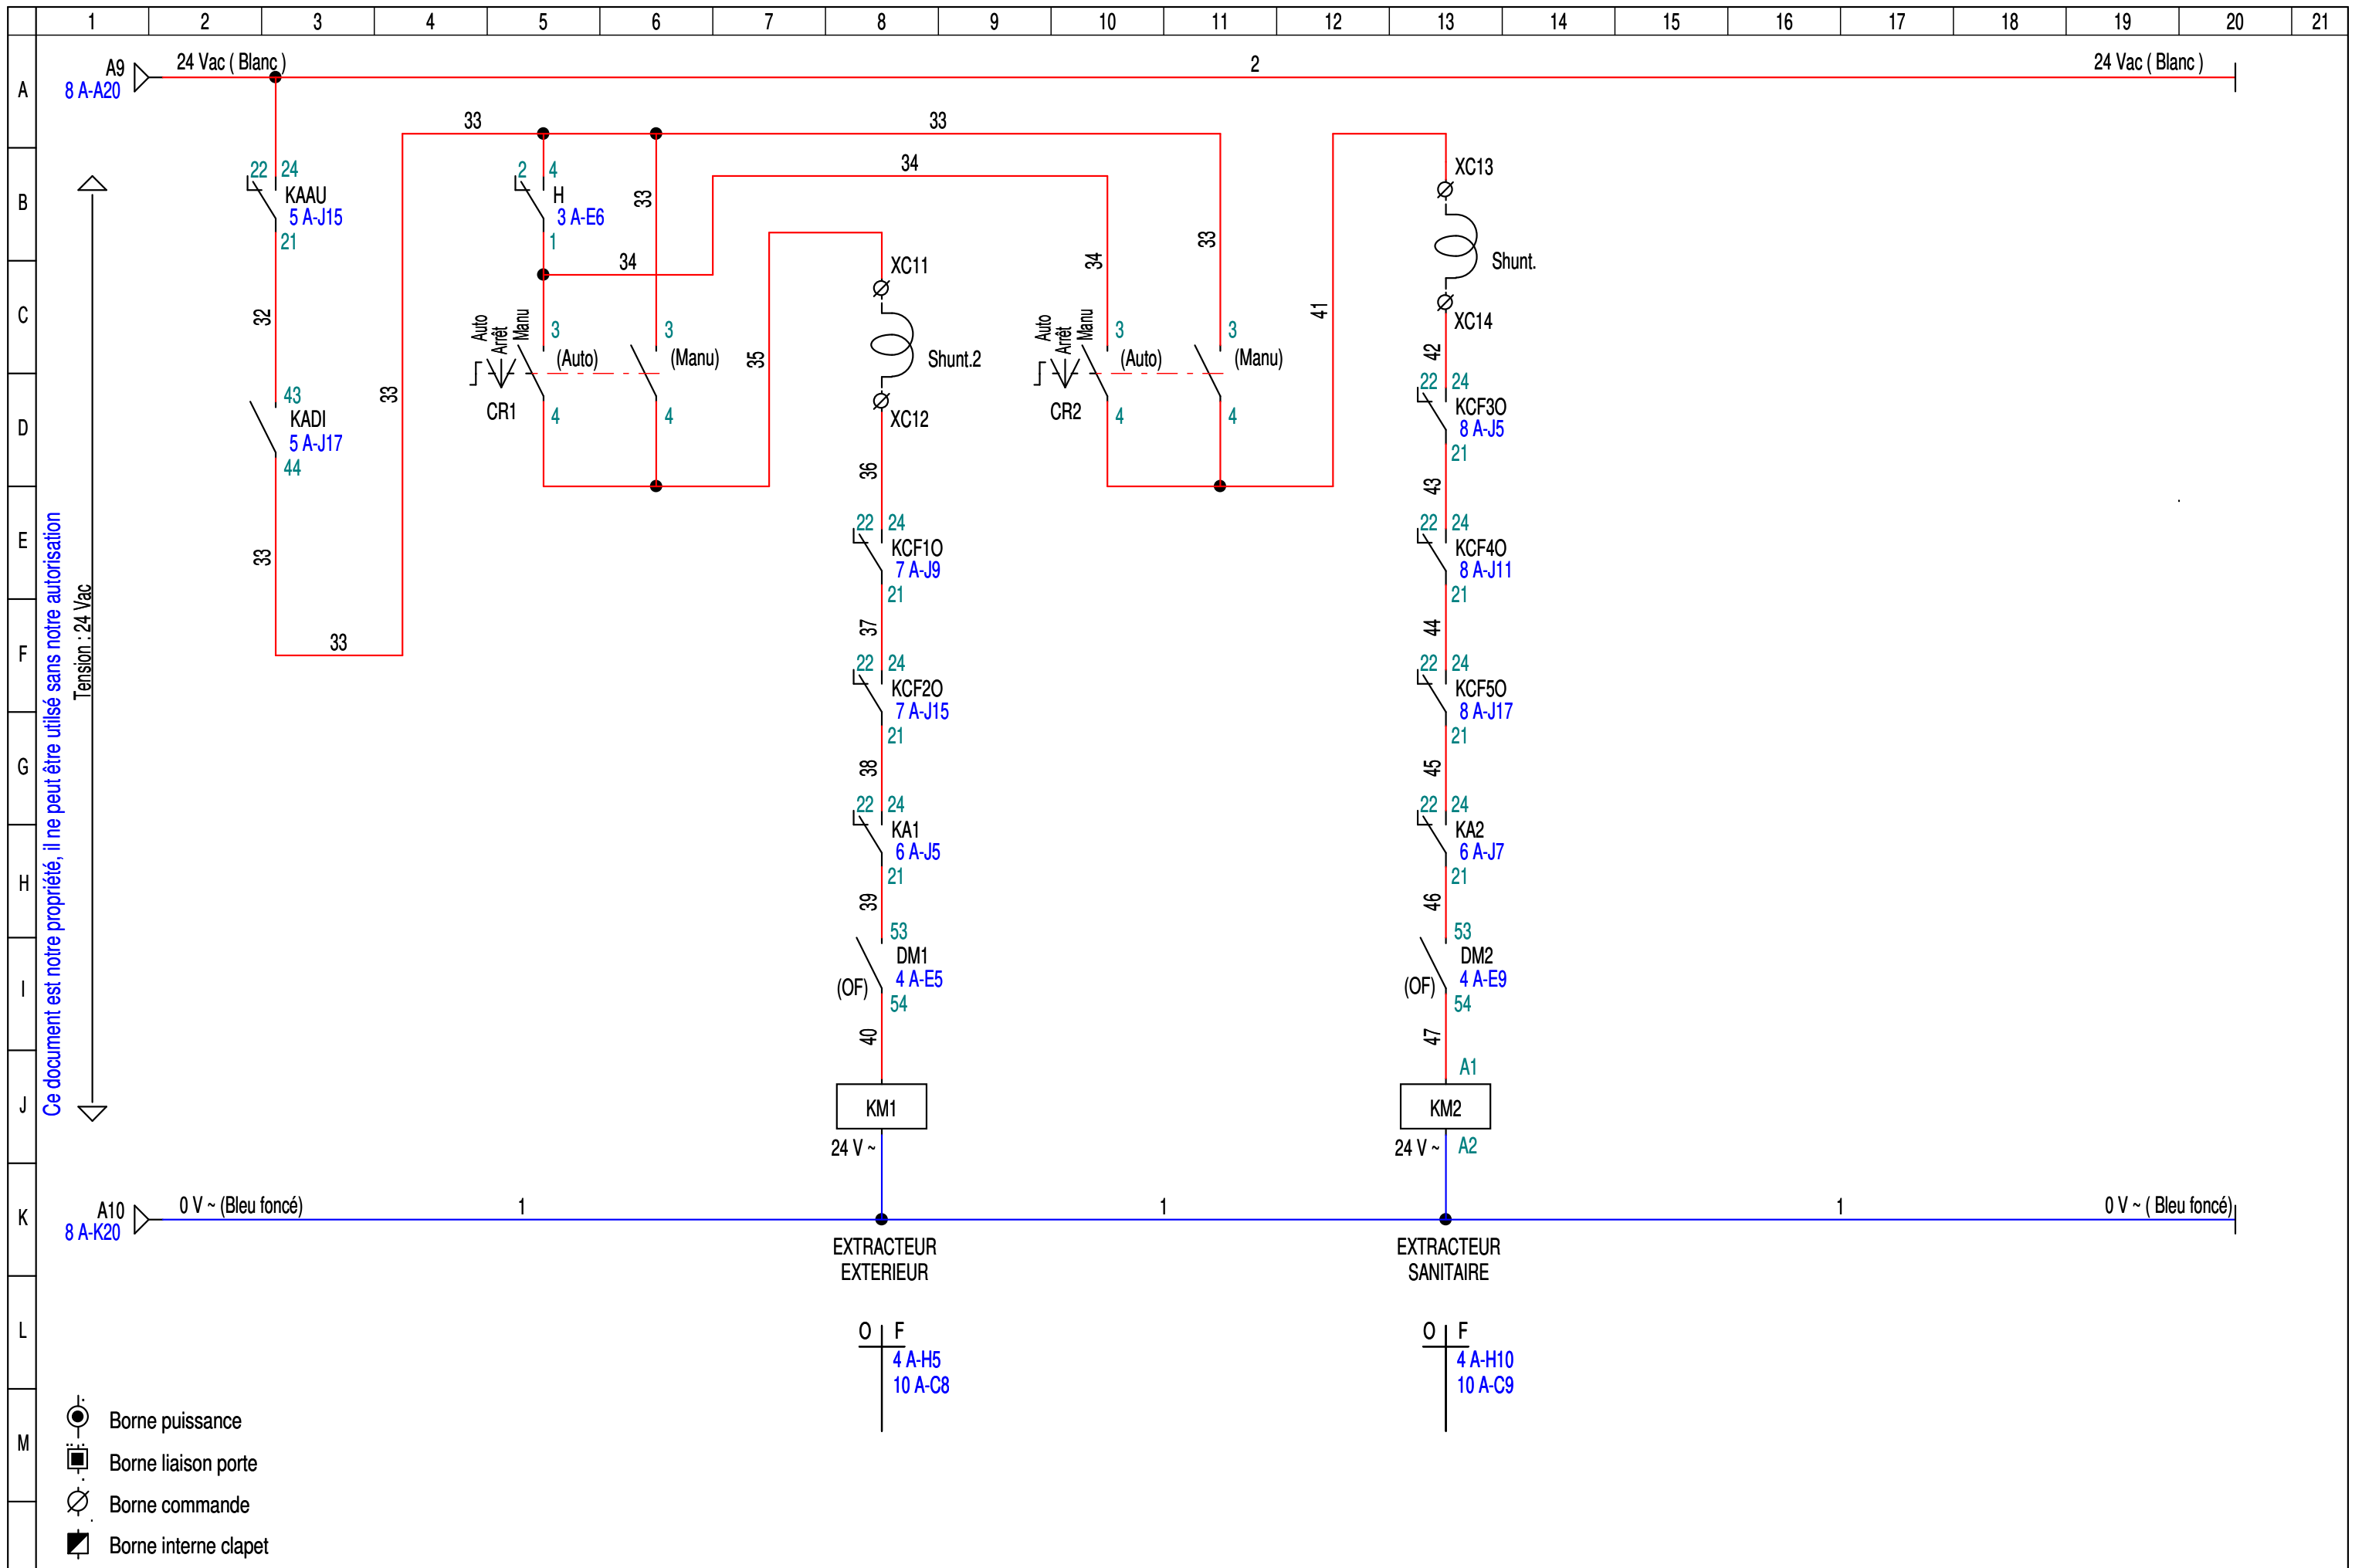 1 2 3 4 5 6 7 8 9 10 11 12 13 14 15 16 17 18 19 20 21
A
B
C
D
E
F
G
H
I
J
K
L
M
A9
8 A-A20
24 Vac ( Blanc )
2
24 Vac ( Blanc )
Ce document est notre propriété, il ne peut être utilsé sans notre autorisation
Tension : 24 Vac
22 24
KAAU
5 A-J15
21
32
43
KADI
5 A-J17
44
33
33
33
33
33
2 4
H
3 A-E6
1
33
34
34
Auto
Arrêt
Manu
3
(Auto)
4
CR1
3
(Manu)
4
35
XC11
Shunt.2
XC12
36
22 24
KCF1O
7 A-J9
21
37
22 24
KCF2O
7 A-J15
21
38
22 24
KA1
6 A-J5
21
39
53
DM1
4 A-E5
(OF)
54
40
KM1
24 V ~
34
33
Auto
Arrêt
Manu
3
(Auto)
4
CR2
3
(Manu)
4
41
XC13
Shunt.
XC14
42
22 24
KCF3O
8 A-J5
21
43
22 24
KCF4O
8 A-J11
21
44
22 24
KCF5O
8 A-J17
21
45
22 24
KA2
6 A-J7
21
46
53
DM2
4 A-E9
(OF)
54
47
A1
KM2
24 V ~
A2
A10
8 A-K20
0 V ~ (Bleu foncé)
1
1
1
0 V ~ ( Bleu foncé)
EXTRACTEUR
EXTERIEUR
EXTRACTEUR
SANITAIRE
O F
4 A-H5
10 A-C8
O F
4 A-H10
10 A-C9
Borne puissance
Borne liaison porte
Borne commande
Borne interne clapet